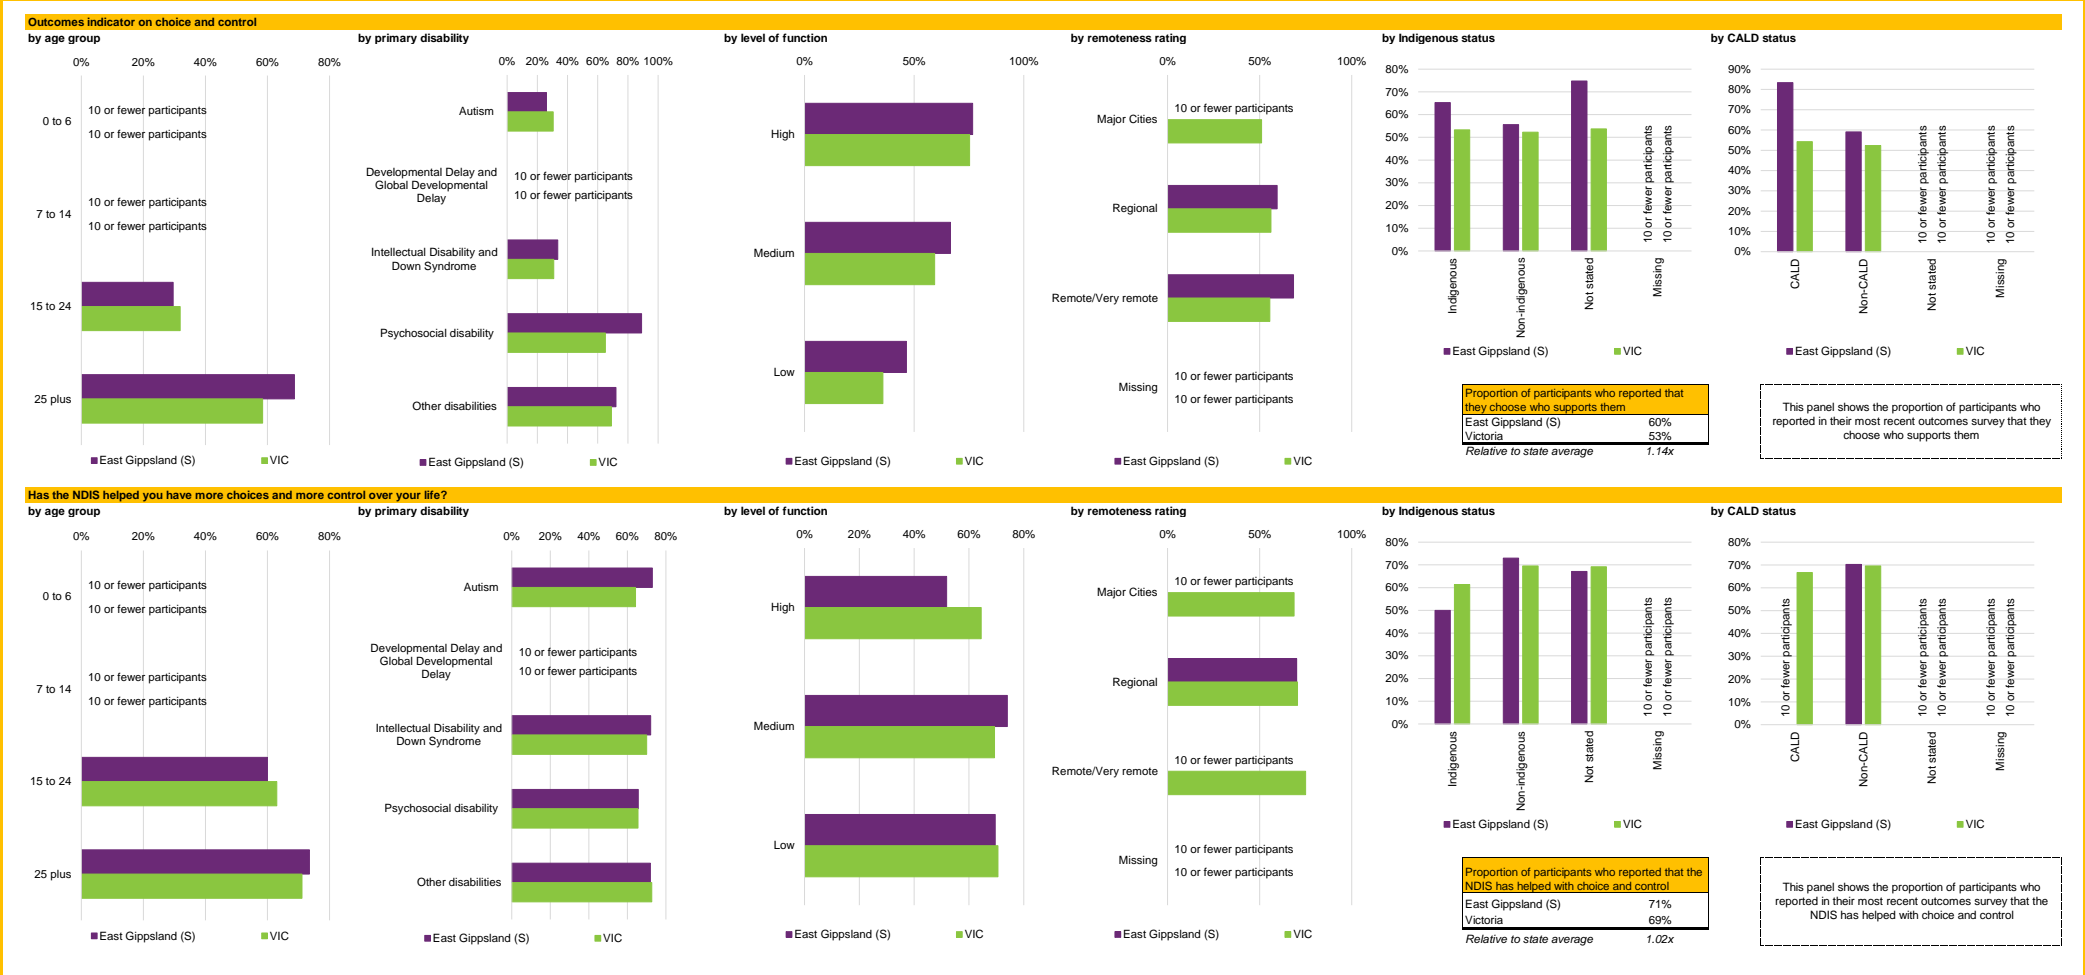 Outcomes indicator on choice and control
by age group
0% 20% 40% 60% 80%
0 to 6
10 or fewer participants
10 or fewer participants
7 to 14
10 or fewer participants
10 or fewer participants
15 to 24
25 plus
East Gippsland (S) VIC
by primary disability
0% 20% 40% 60% 80% 100%
Autism
Developmental Delay and
Global Developmental
Delay
10 or fewer participants
10 or fewer participants
Intellectual Disability and
Down Syndrome
Psychosocial disability
Other disabilities
East Gippsland (S) VIC
by level of function
0% 50% 100%
High
Medium
Low
East Gippsland (S) VIC
by remoteness rating
0% 50% 100%
Major Cities
10 or fewer participants
Regional
Remote/Very remote
Missing
10 or fewer participants
10 or fewer participants
East Gippsland (S) VIC
by Indigenous status
80%
70%
60%
50%
40%
30%
20%
10%
0%
10 or fewer participants
10 or fewer participants
Indigenous
Non-indigenous
Not stated
Missing
East Gippsland (S) VIC
by CALD status
90%
80%
70%
60%
50%
40%
30%
20%
10%
0%
10 or fewer participants
10 or fewer participants
10 or fewer participants
10 or fewer participants
CALD
Non-CALD
Not stated
Missing
East Gippsland (S) VIC
Proportion of participants who reported that
they choose who supports them
East Gippsland (S) 60%
Victoria 53%
Relative to state average 1.14x
This panel shows the proportion of participants who
reported in their most recent outcomes survey that they
choose who supports them
Has the NDIS helped you have more choices and more control over your life?
by age group
0% 20% 40% 60% 80%
0 to 6
10 or fewer participants
10 or fewer participants
7 to 14
10 or fewer participants
10 or fewer participants
15 to 24
25 plus
East Gippsland (S) VIC
by primary disability
0% 20% 40% 60% 80%
Autism
Developmental Delay and
Global Developmental
Delay
10 or fewer participants
10 or fewer participants
Intellectual Disability and
Down Syndrome
Psychosocial disability
Other disabilities
East Gippsland (S) VIC
by level of function
0% 20% 40% 60% 80%
High
Medium
Low
East Gippsland (S) VIC
by remoteness rating
0% 50% 100%
Major Cities
10 or fewer participants
Regional
Remote/Very remote
10 or fewer participants
Missing
10 or fewer participants
10 or fewer participants
East Gippsland (S) VIC
by Indigenous status
80%
70%
60%
50%
40%
30%
20%
10%
0%
10 or fewer participants
10 or fewer participants
Indigenous
Non-indigenous
Not stated
Missing
East Gippsland (S) VIC
by CALD status
80%
70%
60%
50%
40%
30%
20%
10%
0%
10 or fewer participants
10 or fewer participants
10 or fewer participants
10 or fewer participants
10 or fewer participants
CALD
Non-CALD
Not stated
Missing
East Gippsland (S) VIC
Proportion of participants who reported that the
NDIS has helped with choice and control
East Gippsland (S) 71%
Victoria 69%
Relative to state average 1.02x
This panel shows the proportion of participants who
reported in their most recent outcomes survey that the
NDIS has helped with choice and control